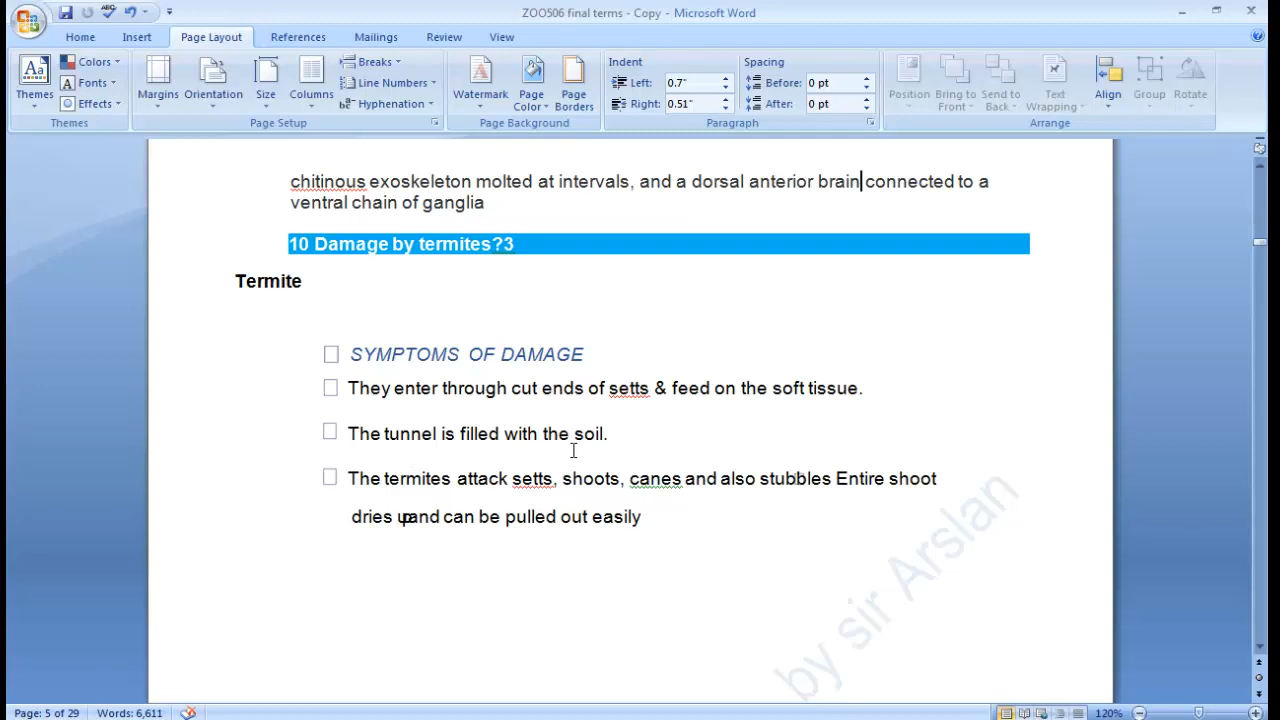 ZOO506 final terms - Copy - Microsoft Word
Home Insert Page Layout References Mailings Review View
Themes Colors Fonts Effects
Margins Orientation Size Columns Breaks Line Numbers Hyphenation
Watermark Page Color Page Borders
Indent Spacing
Left: 0.7" Before: 0 pt
Right: 0.51" After: 0 pt
Position Bring to Front Send to Back Text Wrapping Align Group Rotate
Themes Page Setup Page Background Paragraph Arrange
chitinous exoskeleton molted at intervals, and a dorsal anterior brain connected to a
ventral chain of ganglia
10 Damage by termites?3
Termite
SYMPTOMS OF DAMAGE
They enter through cut ends of setts & feed on the soft tissue.
The tunnel is filled with the soil.
The termites attack setts, shoots, canes and also stubbles Entire shoot
dries up and can be pulled out easily
by sir Arslan
Page: 5 of 29 Words: 6,611 120%